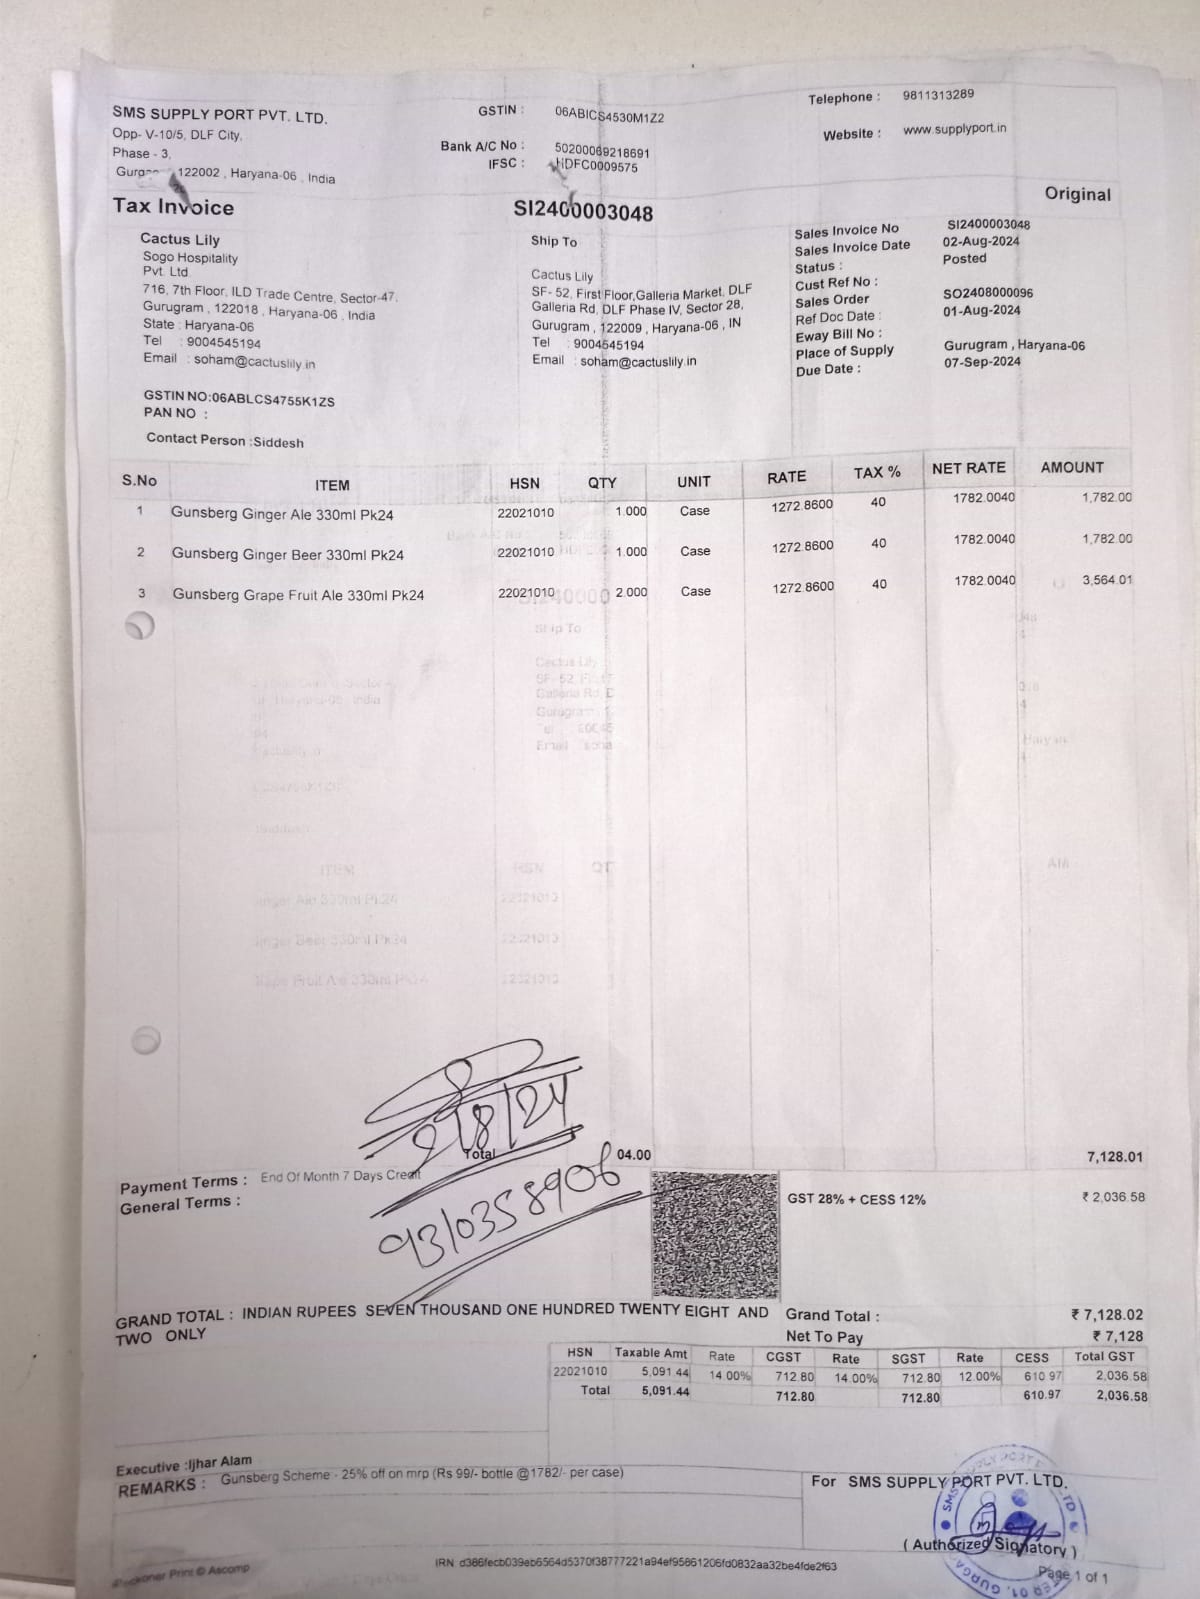 SMS SUPPLY PORT PVT. LTD.
Opp- V-10/5, DLF City,
Phase - 3,
122002 , Haryana-06 , India
GSTIN : 06ABICS4530M1Z2
Bank A/C No : 50200069218691
IFSC : HDFC0009575
Telephone : 9811313289
Website : www.supplyport.in
Original
Tax Invoice
SI2400003048
Cactus Lily
Sogo Hospitality
Pvt. Ltd
716, 7th Floor, ILD Trade Centre, Sector-47,
Gurugram , 122018 , Haryana-06 , India
State : Haryana-06
Tel : 9004545194
Email : soham@cactuslily.in
GSTIN NO:06ABLCS4755K1ZS
PAN NO :
Contact Person :Siddesh
Ship To
Cactus Lily
SF- 52, First Floor,Galleria Market, DLF
Galleria Rd, DLF Phase IV, Sector 28,
Gurugram , 122009 , Haryana-06 , IN
Tel : 9004545194
Email : soham@cactuslily.in
Sales Invoice No SI2400003048
Sales Invoice Date 02-Aug-2024
Status : Posted
Cust Ref No :
Sales Order SO2408000096
Ref Doc Date : 01-Aug-2024
Eway Bill No :
Place of Supply Gurugram , Haryana-06
Due Date : 07-Sep-2024
S.No ITEM HSN QTY UNIT RATE TAX % NET RATE AMOUNT
1 Gunsberg Ginger Ale 330ml Pk24 22021010 1.000 Case 1272.8600 40 1782.0040 1,782.00
2 Gunsberg Ginger Beer 330ml Pk24 22021010 1.000 Case 1272.8600 40 1782.0040 1,782.00
3 Gunsberg Grape Fruit Ale 330ml Pk24 22021010 2.000 Case 1272.8600 40 1782.0040 3,564.01
2/8/24
Total 04.00 7,128.01
Payment Terms : End Of Month 7 Days Credit
General Terms :
9310358906
GST 28% + CESS 12% ₹ 2,036.58
GRAND TOTAL : INDIAN RUPEES SEVEN THOUSAND ONE HUNDRED TWENTY EIGHT AND
TWO ONLY
Grand Total : ₹ 7,128.02
Net To Pay ₹ 7,128
HSN Taxable Amt Rate CGST Rate SGST Rate CESS Total GST
22021010 5,091.44 14.00% 712.80 14.00% 712.80 12.00% 610.97 2,036.58
Total 5,091.44 712.80 712.80 610.97 2,036.58
Executive :Ijhar Alam
REMARKS : Gunsberg Scheme - 25% off on mrp (Rs 99/- bottle @1782/- per case)
For SMS SUPPLY PORT PVT. LTD.
( Authorized Signatory )
IRN: d386fecb039eb6564d5370f38777221a94ef95861206fd0832aa32be4fde2f63
Print © Ascomp
Page 1 of 1